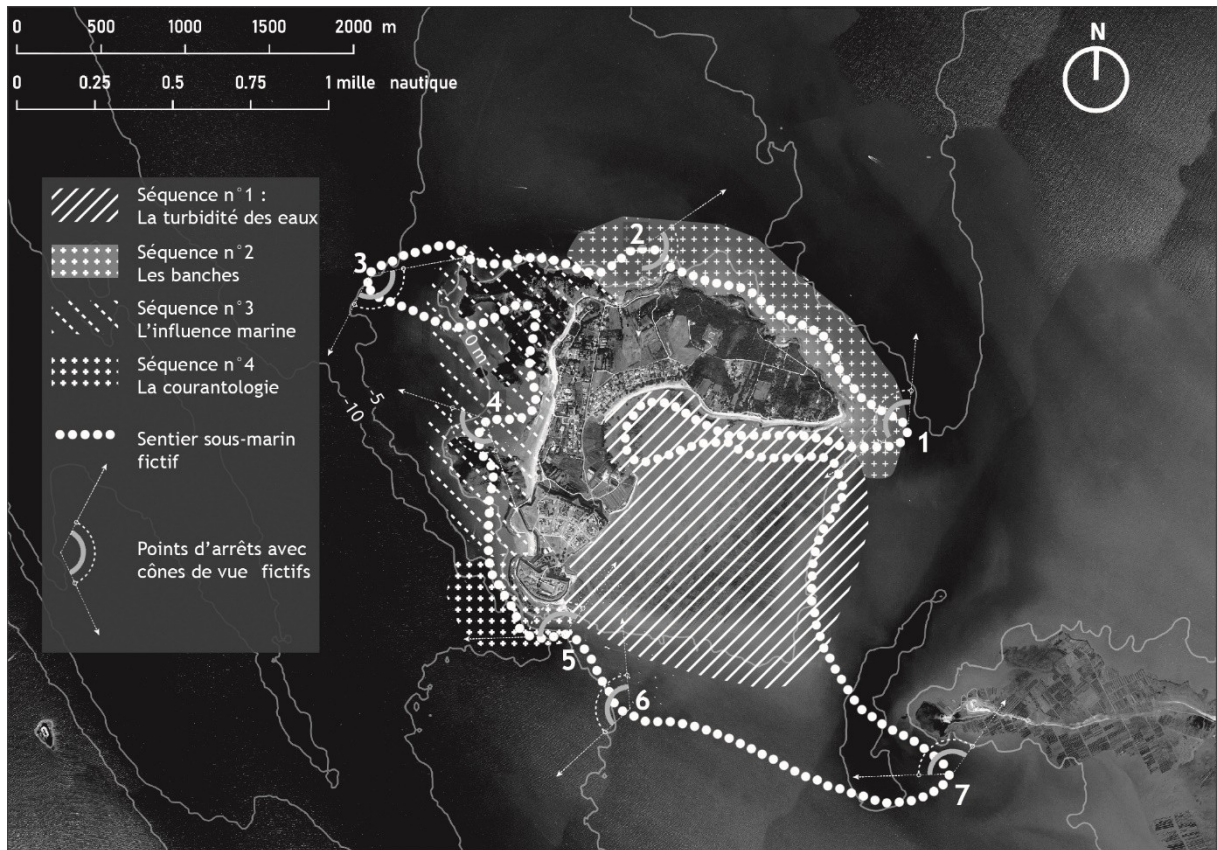 0 500 1000 1500 2000 m
0 0.25 0.5 0.75 1 mille nautique
N
Séquence n°1 :
La turbidité des eaux
Séquence n°2
Les banches
Séquence n°3
L'influence marine
Séquence n°4
La courantologie
Sentier sous-marin
fictif
Points d'arrêts avec
cônes de vue fictifs
2
3
0 m
-5
-10
4
1
5
6
7